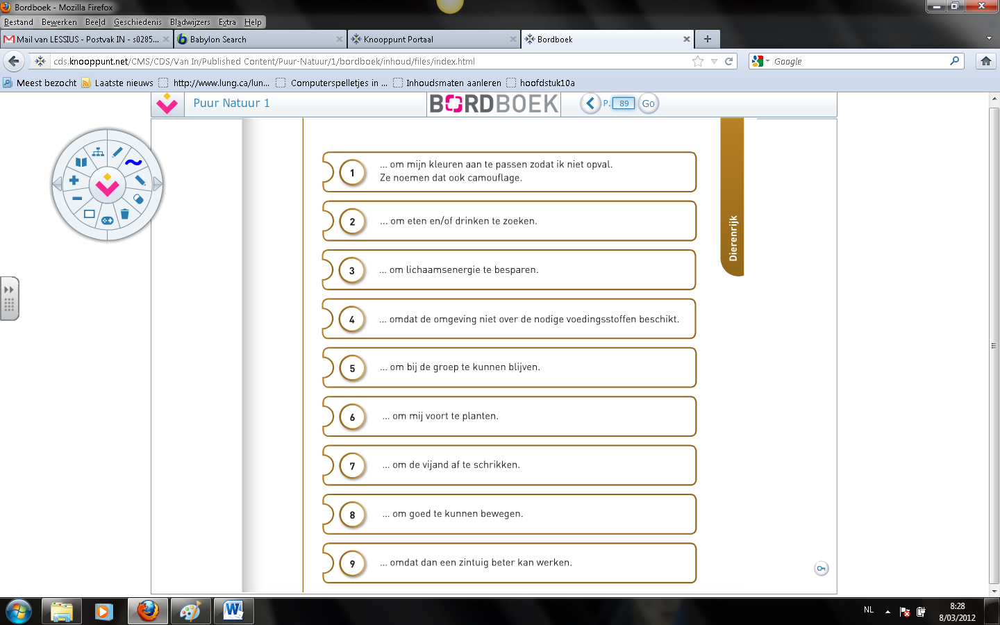 Bordboek - Mozilla Firefox
Bestand Bewerken Beeld Geschiedenis Bladwijzers Extra Help
Mail van LESSIUS - Postvak IN - s0285...
Babylon Search
Knooppunt Portaal
Bordboek
cds.knooppunt.net/CMS/CDS/Van In/Published Content/Puur-Natuur/1/bordboek/inhoud/files/index.html
Google
Meest bezocht
Laatste nieuws
http://www.lung.ca/lun...
Computerspelletjes in ...
Inhoudsmaten aanleren
hoofdstuk10a
Puur Natuur 1
BORDBOEK
P. 89 Go
1 ... om mijn kleuren aan te passen zodat ik niet opval.
Ze noemen dat ook camouflage.
2 ... om eten en/of drinken te zoeken.
3 ... om lichaamsenergie te besparen.
4 ... omdat de omgeving niet over de nodige voedingsstoffen beschikt.
5 ... om bij de groep te kunnen blijven.
6 ... om mij voort te planten.
7 ... om de vijand af te schrikken.
8 ... om goed te kunnen bewegen.
9 ... omdat dan een zintuig beter kan werken.
Dierenrijk
NL
8:28
8/03/2012